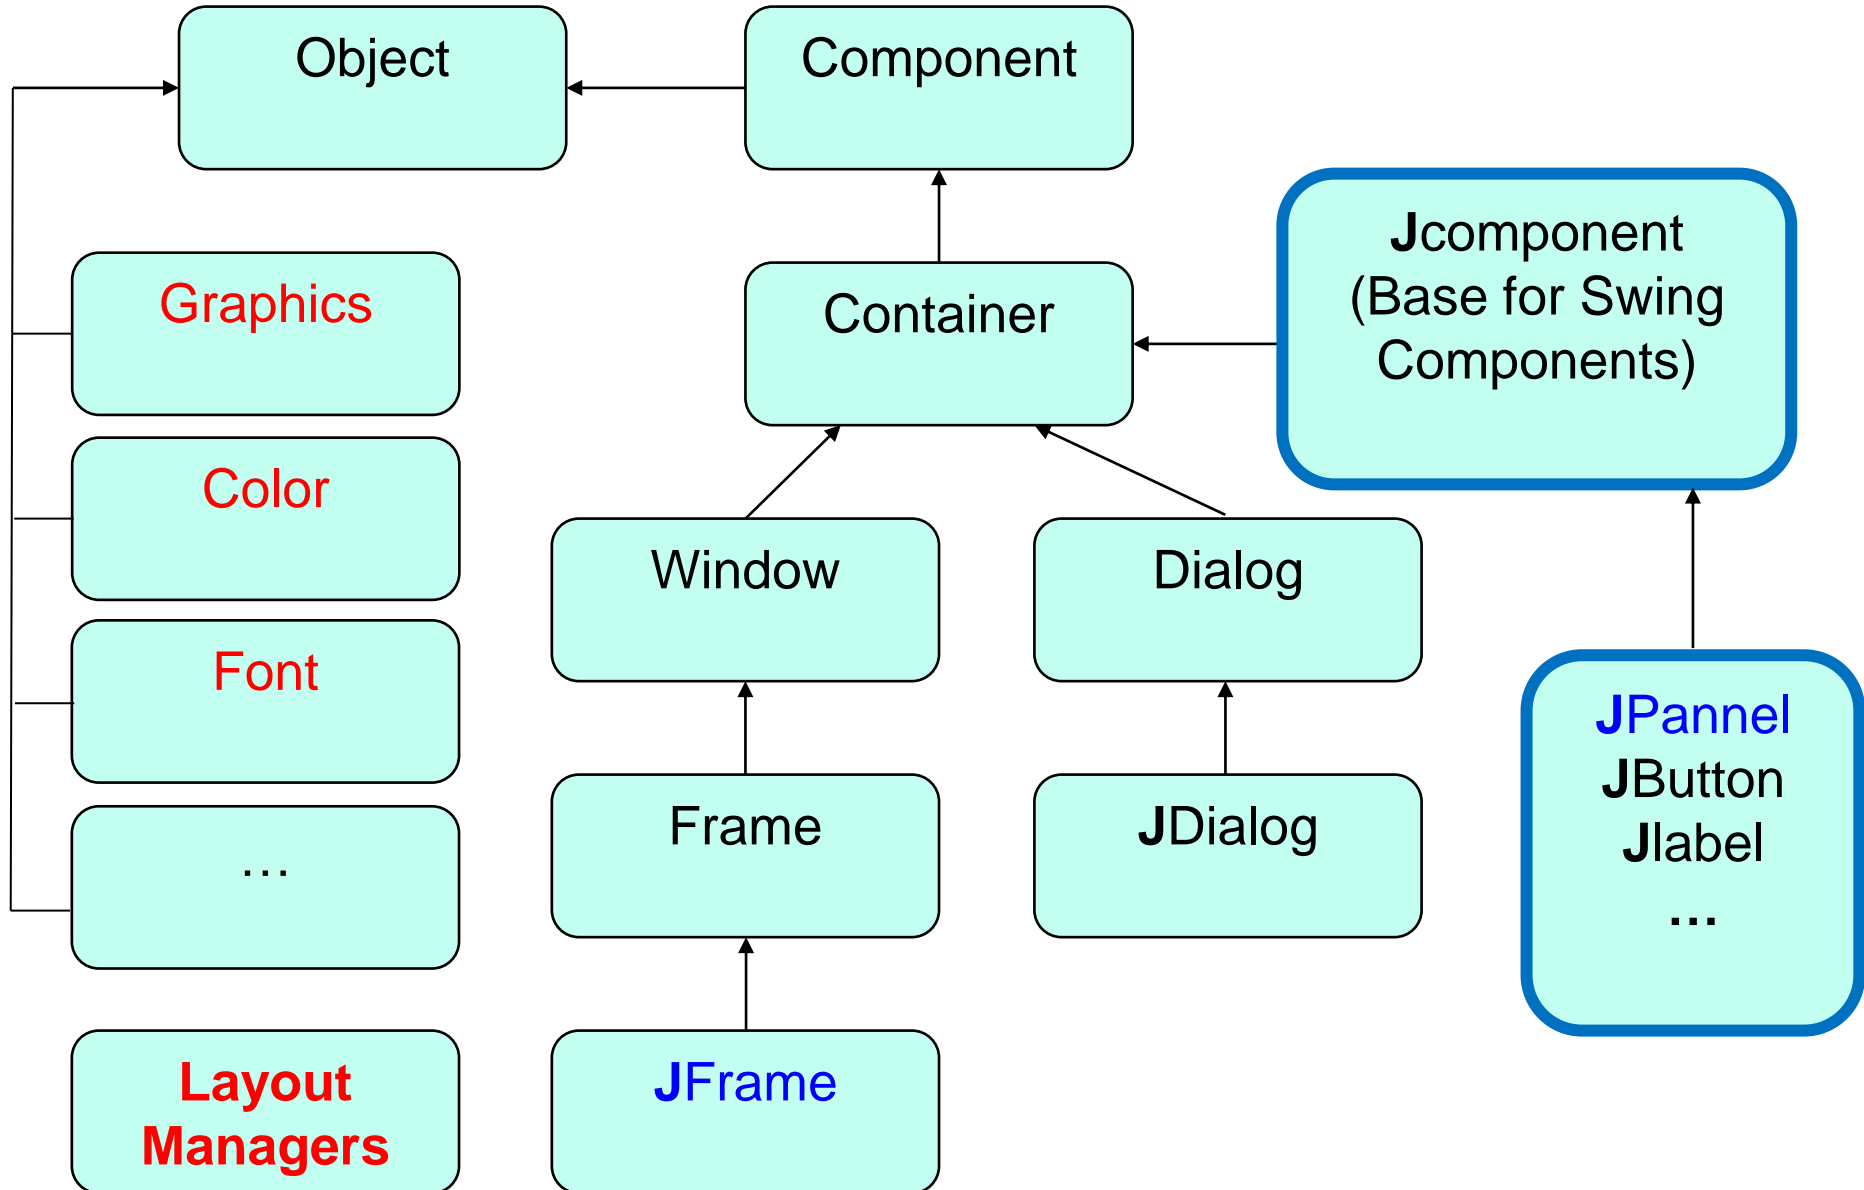 Object
Component
Jcomponent
(Base for Swing
Components)
Graphics
Container
Color
Window
Dialog
Font
JPannel
JButton
Jlabel
...
Frame
JDialog
…
Layout
Managers
JFrame